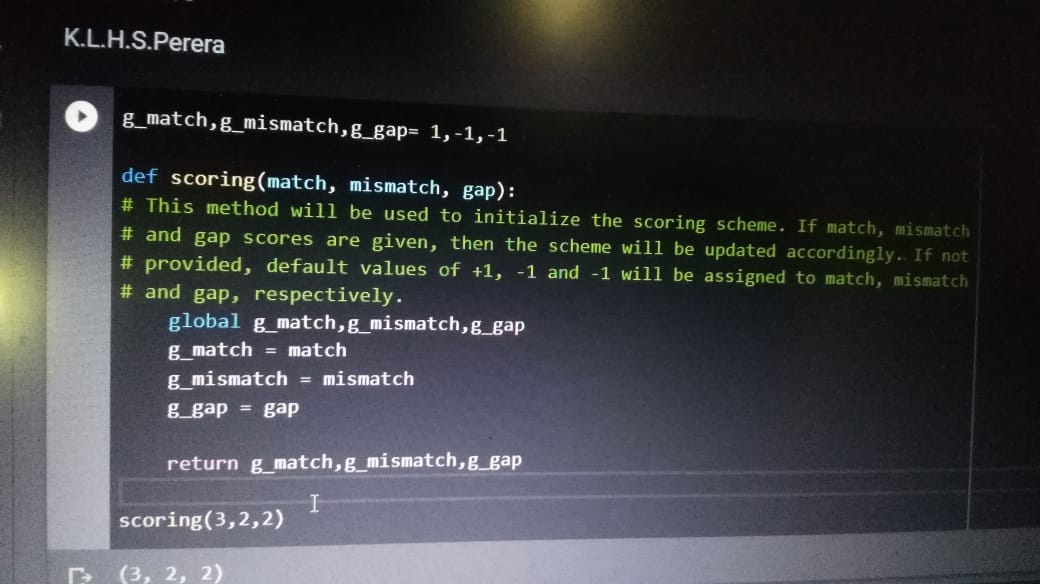 K.L.H.S.Perera
g_match,g_mismatch,g_gap= 1,-1,-1
def scoring(match, mismatch, gap):
# This method will be used to initialize the scoring scheme. If match, mismatch
# and gap scores are given, then the scheme will be updated accordingly. If not
# provided, default values of +1, -1 and -1 will be assigned to match, mismatch
# and gap, respectively.
    global g_match,g_mismatch,g_gap
    g_match = match
    g_mismatch = mismatch
    g_gap = gap
    return g_match,g_mismatch,g_gap
scoring(3,2,2)
(3, 2, 2)